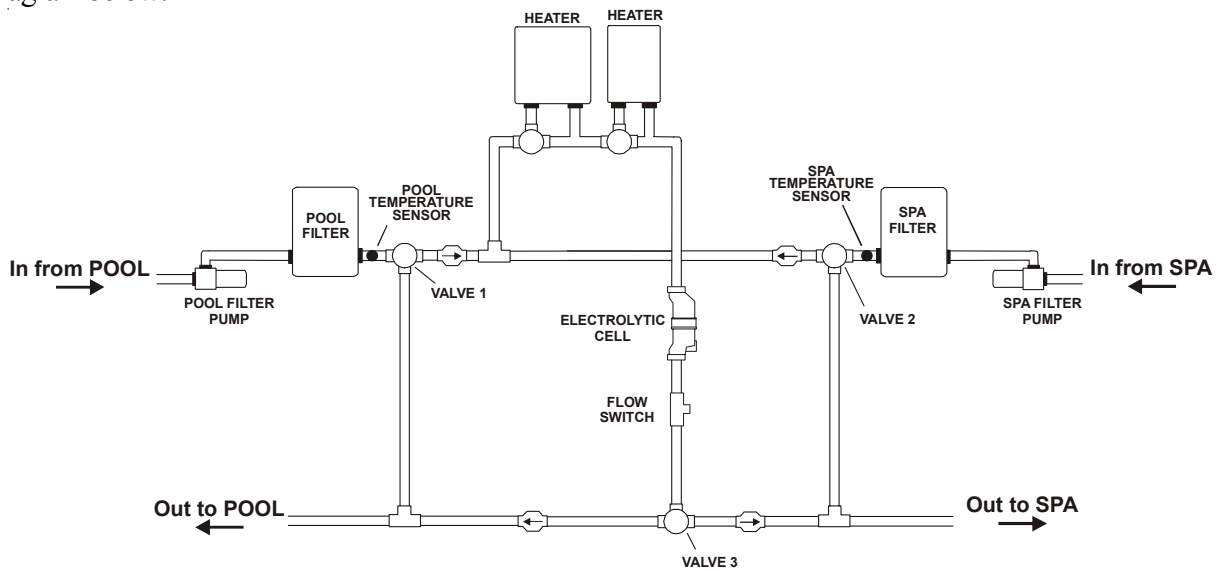 HEATER
HEATER
POOL
TEMPERATURE
SENSOR
SPA
TEMPERATURE
SENSOR
POOL
FILTER
SPA
FILTER
In from POOL
In from SPA
POOL FILTER
PUMP
VALVE 1
VALVE 2
SPA FILTER
PUMP
ELECTROLYTIC
CELL
FLOW
SWITCH
Out to POOL
Out to SPA
VALVE 3